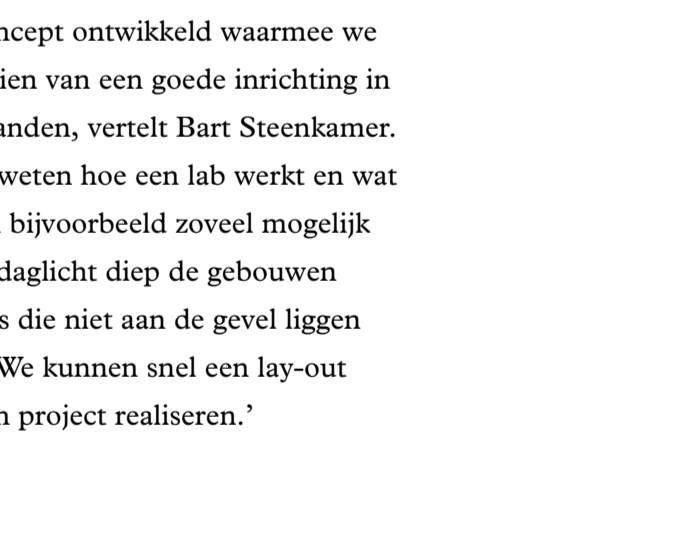 ncept ontwikkeld waarmee we
ien van een goede inrichting in
anden, vertelt Bart Steenkamer.
weten hoe een lab werkt en wat
bijvoorbeeld zoveel mogelijk
daglicht diep de gebouwen
s die niet aan de gevel liggen
We kunnen snel een lay-out
n project realiseren.’